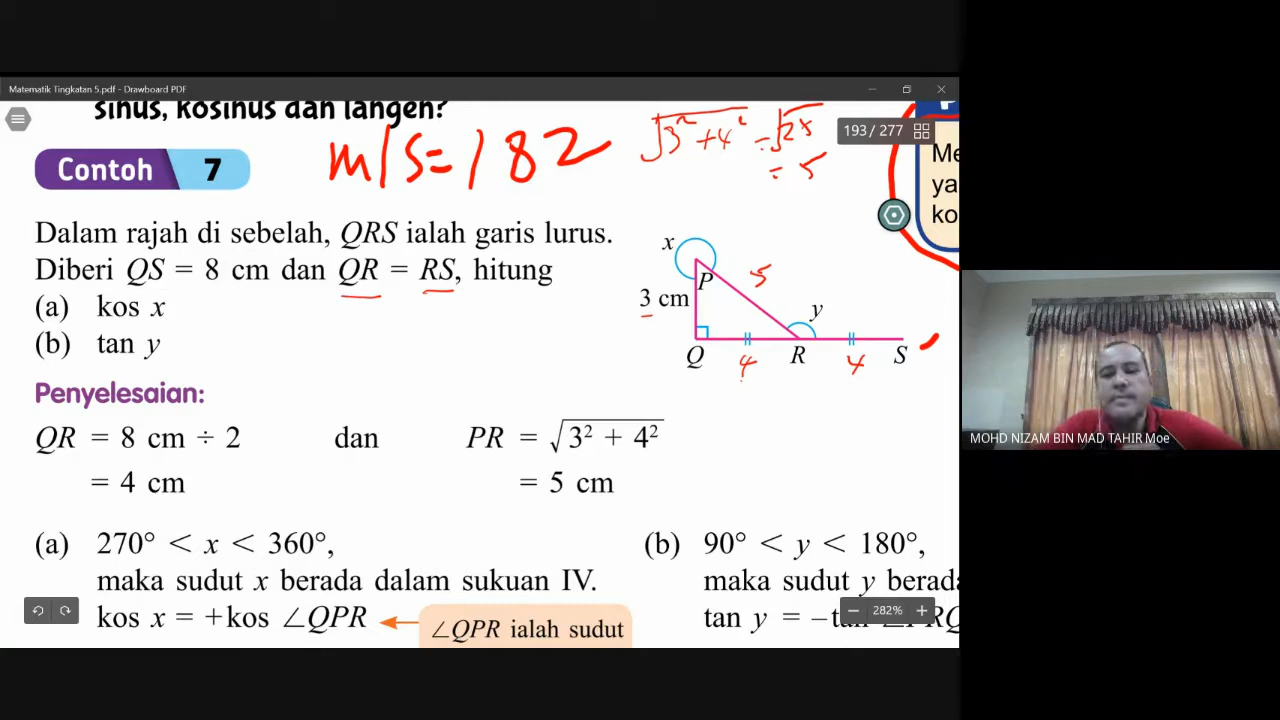 Matematik Tingkatan 5.pdf - Drawboard PDF
sinus, kosinus dan tangen?
m/s = 182
√3² + 4² = √25
= 5
193 / 277
Contoh 7
Me
ya
ko
Dalam rajah di sebelah, QRS ialah garis lurus.
Diberi QS = 8 cm dan QR = RS, hitung
(a) kos x
(b) tan y
x
P
5
3 cm
y
Q
R
S
4
4
Penyelesaian:
QR = 8 cm ÷ 2 dan PR = √3² + 4²
= 4 cm = 5 cm
MOHD NIZAM BIN MAD TAHIR Moe
(a) 270° < x < 360°,
maka sudut x berada dalam sukuan IV.
kos x = +kos ∠QPR
∠QPR ialah sudut
(b) 90° < y < 180°,
maka sudut y berada
tan y = –tan ∠PRQ
282%